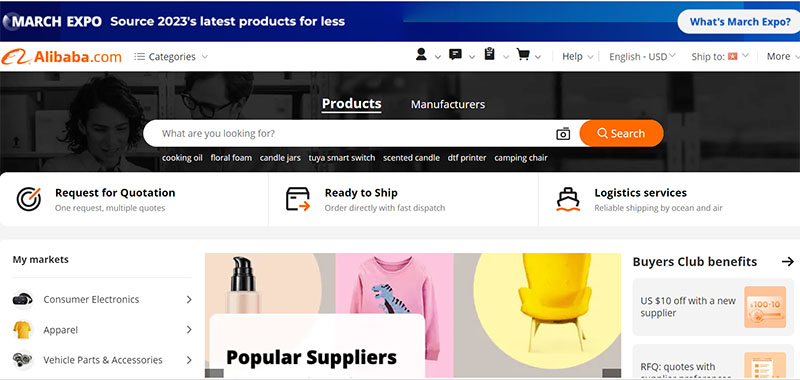 MARCH EXPO Source 2023's latest products for less
What's March Expo?
Alibaba.com
Categories
Help
English - USD
Ship to:
More
Products
Manufacturers
What are you looking for?
Search
cooking oil floral foam candle jars tuya smart switch scented candle dtf printer camping chair
Request for Quotation
One request, multiple quotes
Ready to Ship
Order directly with fast dispatch
Logistics services
Reliable shipping by ocean and air
My markets
Consumer Electronics
Apparel
Vehicle Parts & Accessories
Popular Suppliers
Buyers Club benefits
US $10 off with a new
supplier
100-10
RFQ: quotes with
supplier preferences